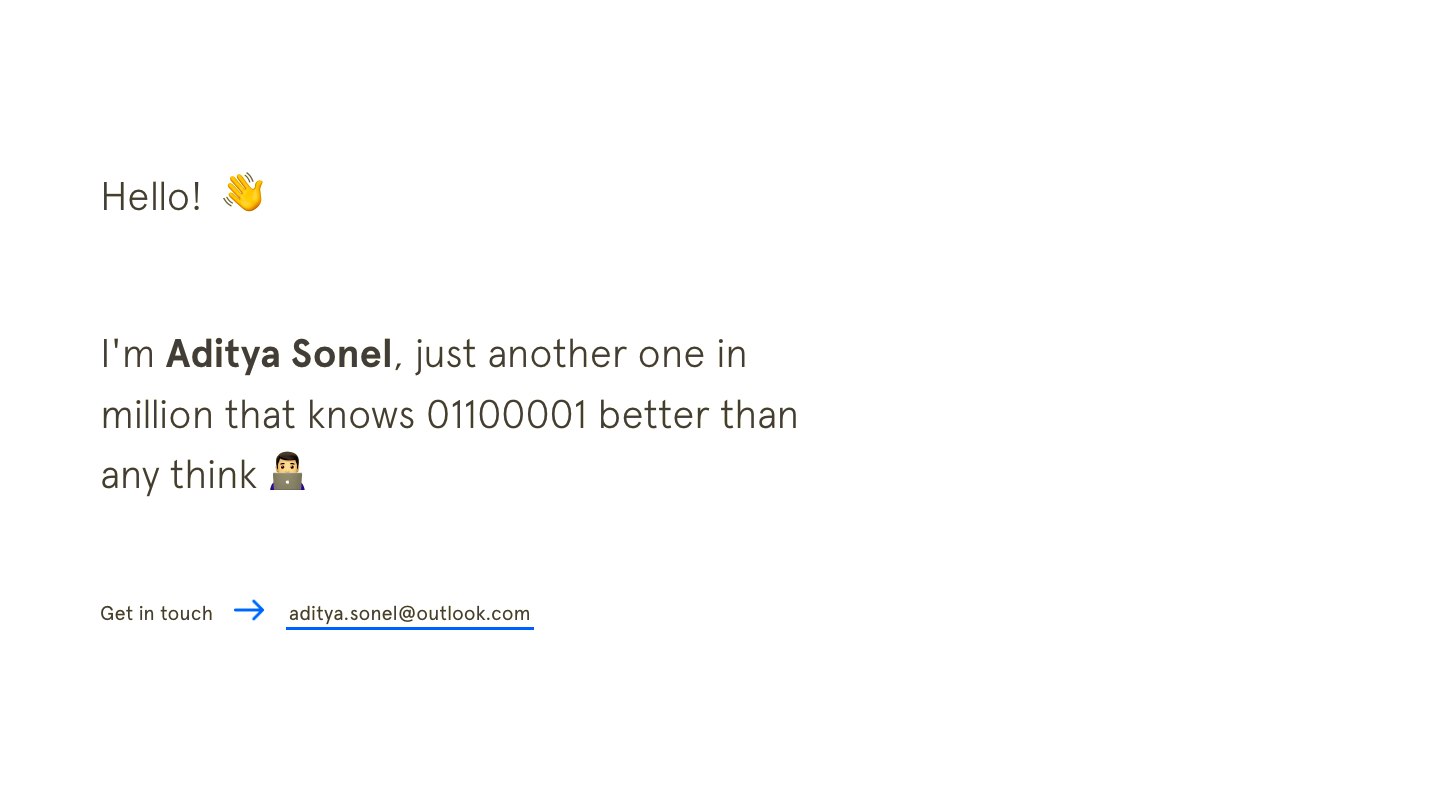 Hello! 👋
I'm Aditya Sonel, just another one in
million that knows 01100001 better than
any think 👨‍💻
Get in touch → aditya.sonel@outlook.com